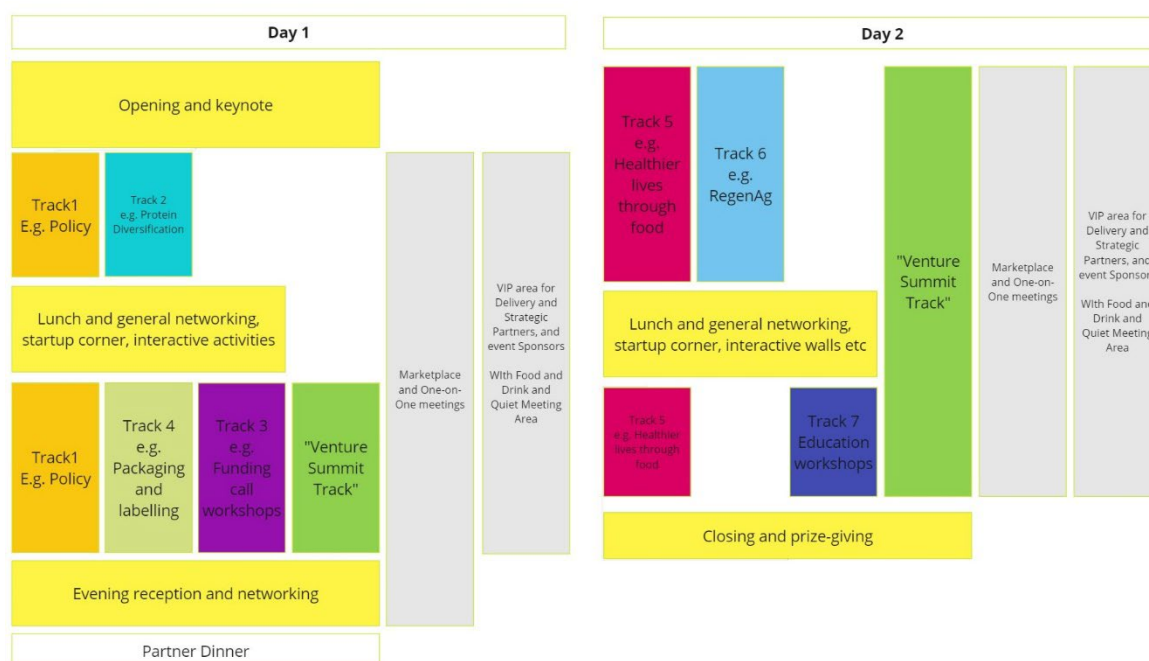 Day 1
Opening and keynote
Track1
E.g. Policy
Track 2
e.g. Protein
Diversification
Lunch and general networking,
startup corner, interactive activities
Track1
E.g. Policy
Track 4
e.g.
Packaging
and
labelling
Track 3
e.g.
Funding
call
workshops
"Venture
Summit
Track"
Evening reception and networking
Partner Dinner
Marketplace
and One-on-
One meetings
VIP area for
Delivery and
Strategic
Partners, and
event Sponsors
WIth Food and
Drink and
Quiet Meeting
Area
Day 2
Track 5
e.g.
Healthier
lives
through
food
Track 6
e.g.
RegenAg
Lunch and general networking,
startup corner, interactive walls etc
Track 5
e.g. Healthier
lives through
food
Track 7
Education
workshops
"Venture
Summit
Track"
Closing and prize-giving
Marketplace
and One-on-
One meetings
VIP area for
Delivery and
Strategic
Partners, and
event Sponsors
WIth Food and
Drink and
Quiet Meeting
Area